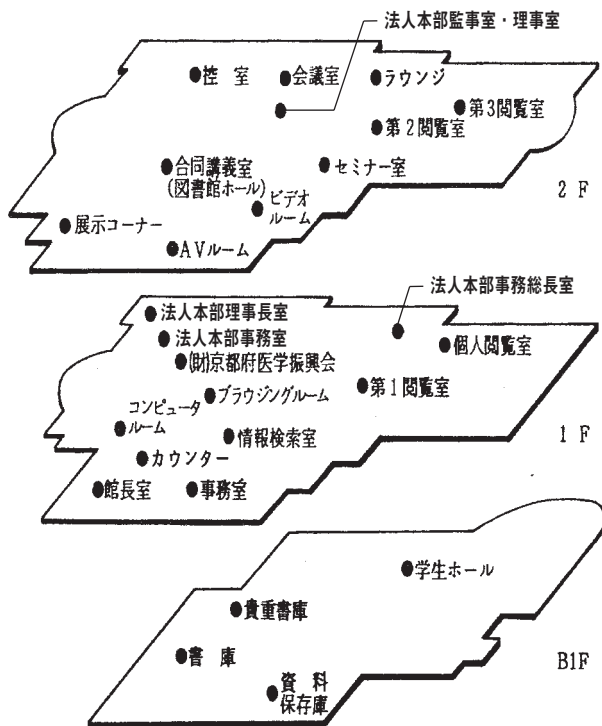 法人本部監事室・理事室
控 室
会議室
ラウンジ
第3閲覧室
第2閲覧室
合同講義室
(図書館ホール)
セミナー室
ビデオ
ルーム
2 F
展示コーナー
AVルーム
法人本部事務総長室
法人本部理事長室
法人本部事務室
(財)京都府医学振興会
個人閲覧室
第1閲覧室
ブラウジングルーム
コンピュータ
ルーム
情報検索室
1 F
カウンター
館長室
事務室
学生ホール
貴重書庫
書 庫
B1F
資 料
保存庫